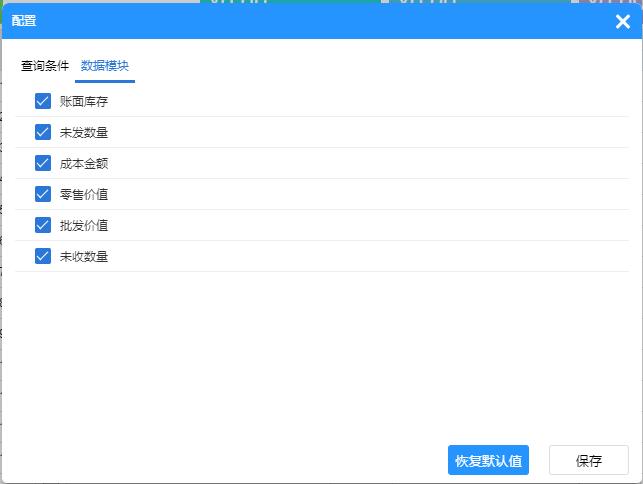 配置
查询条件 数据模块
账面库存
未发数量
成本金额
零售价值
批发价值
未收数量
恢复默认值 保存